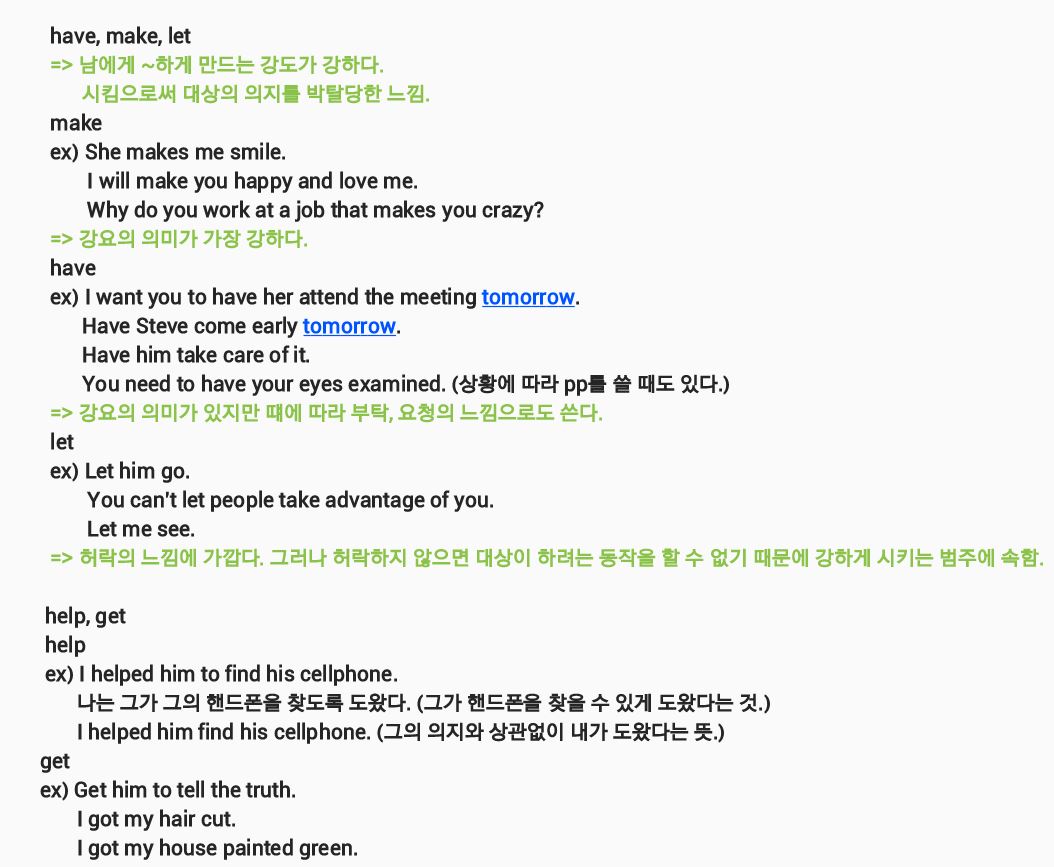 have, make, let
=> 남에게 ~하게 만드는 강도가 강하다.
시킴으로써 대상의 의지를 박탈당한 느낌.
make
ex) She makes me smile.
I will make you happy and love me.
Why do you work at a job that makes you crazy?
=> 강요의 의미가 가장 강하다.
have
ex) I want you to have her attend the meeting tomorrow.
Have Steve come early tomorrow.
Have him take care of it.
You need to have your eyes examined. (상황에 따라 pp를 쓸 때도 있다.)
=> 강요의 의미가 있지만 때에 따라 부탁, 요청의 느낌으로도 쓴다.
let
ex) Let him go.
You can't let people take advantage of you.
Let me see.
=> 허락의 느낌에 가깝다. 그러나 허락하지 않으면 대상이 하려는 동작을 할 수 없기 때문에 강하게 시키는 범주에 속함.
help, get
help
ex) I helped him to find his cellphone.
나는 그가 그의 핸드폰을 찾도록 도왔다. (그가 핸드폰을 찾을 수 있게 도왔다는 것.)
I helped him find his cellphone. (그의 의지와 상관없이 내가 도왔다는 뜻.)
get
ex) Get him to tell the truth.
I got my hair cut.
I got my house painted green.